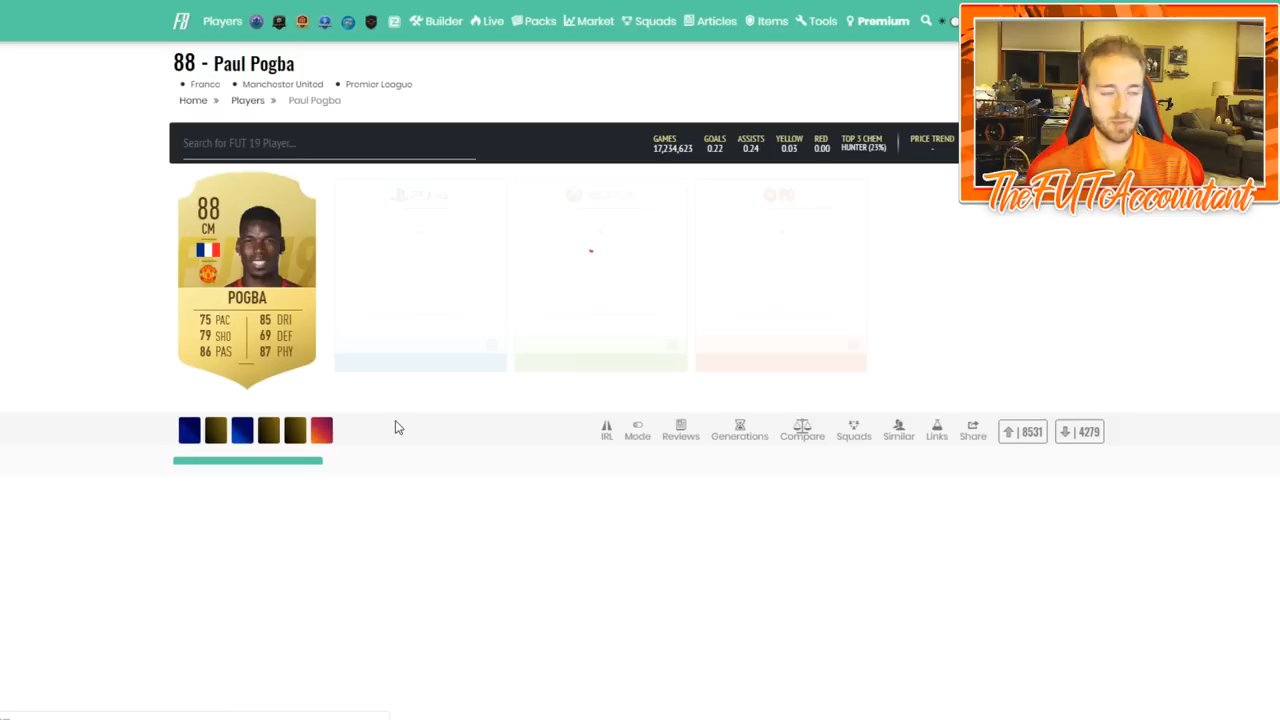 FB Players Builder Live Packs Market Squads Articles Items Tools Premium
88 - Paul Pogba
France Manchester United Premier League
Home » Players » Paul Pogba
Search for FUT 19 Player...
GAMES GOALS ASSISTS YELLOW RED TOP 3 CHEM PRICE TREND
17,234,623 0.22 0.24 0.03 0.00 HUNTER (23%) -
TheFUTAccountant
88
CM
POGBA
75 PAC 85 DRI
79 SHO 69 DEF
86 PAS 87 PHY
PS4
IRL Mode Reviews Generations Compare Squads Similar Links Share | 8531 | 4279